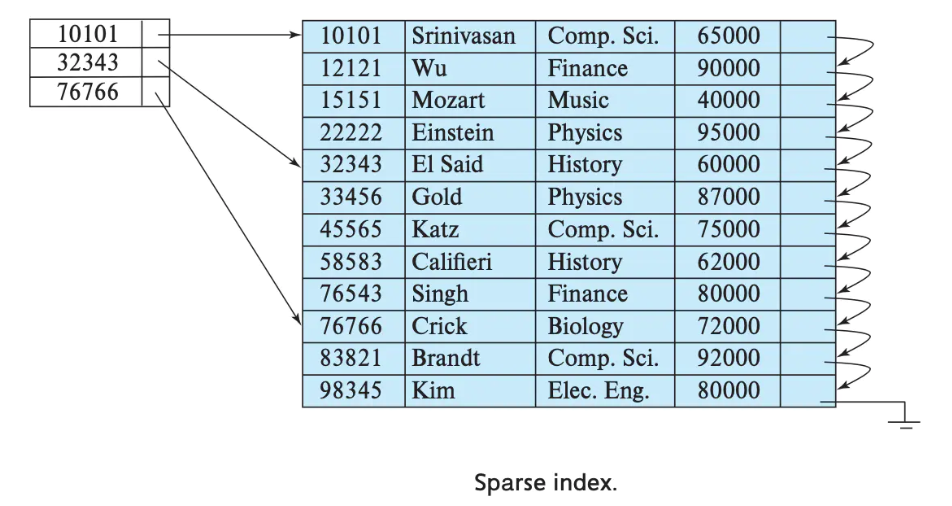 10101
32343
76766
10101 Srinivasan Comp. Sci. 65000
12121 Wu Finance 90000
15151 Mozart Music 40000
22222 Einstein Physics 95000
32343 El Said History 60000
33456 Gold Physics 87000
45565 Katz Comp. Sci. 75000
58583 Califieri History 62000
76543 Singh Finance 80000
76766 Crick Biology 72000
83821 Brandt Comp. Sci. 92000
98345 Kim Elec. Eng. 80000
Sparse index.